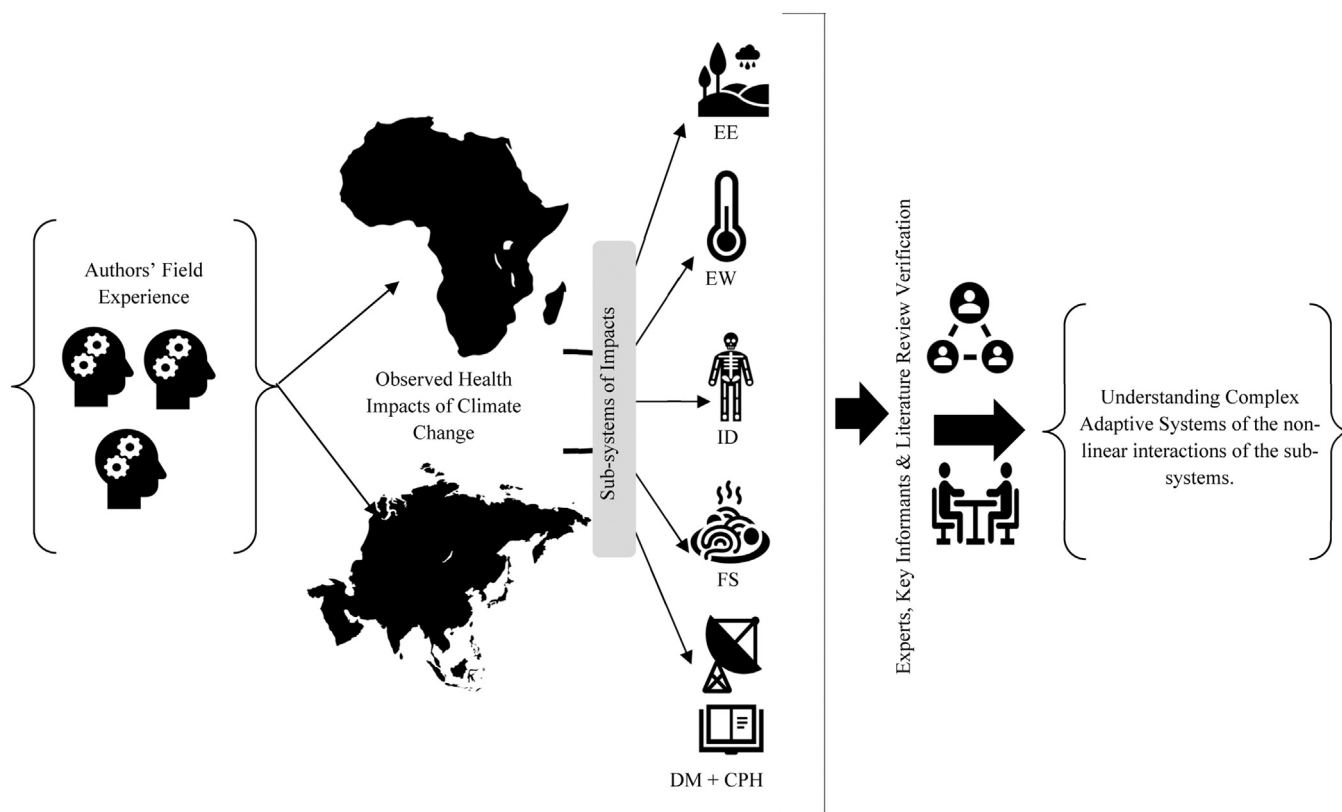 Authors' Field
Experience
Observed Health
Impacts of Climate
Change
Sub-systems of Impacts
EE
EW
ID
FS
DM + CPH
Experts, Key Informants & Literature Review Verification
Understanding Complex
Adaptive Systems of the non-
linear interactions of the sub-
systems.